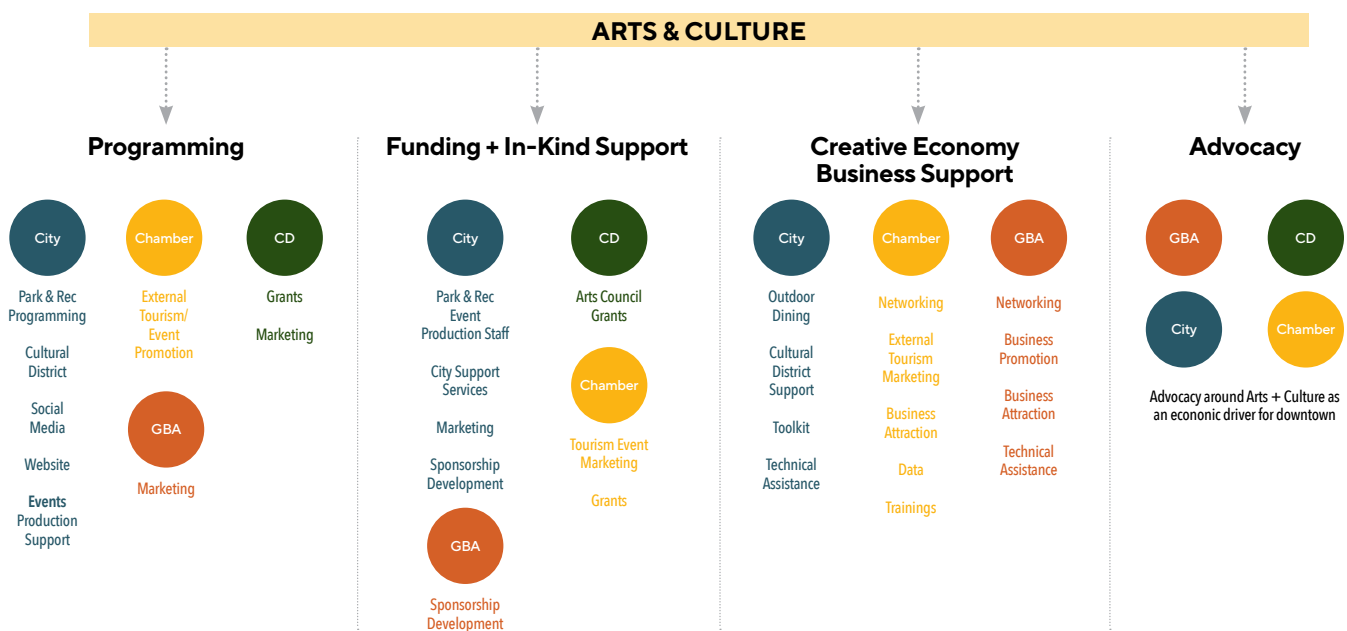 ARTS & CULTURE
Programming
City
Park & Rec
Programming
Cultural
District
Social
Media
Website
Events
Production
Support
Chamber
External
Tourism/
Event
Promotion
GBA
Marketing
CD
Grants
Marketing
Funding + In-Kind Support
City
Park & Rec
Event
Production Staff
City Support
Services
Marketing
Sponsorship
Development
GBA
Sponsorship
Development
CD
Arts Council
Grants
Chamber
Tourism Event
Marketing
Grants
Creative Economy
Business Support
City
Outdoor
Dining
Cultural
District
Support
Toolkit
Technical
Assistance
Chamber
Networking
External
Tourism
Marketing
Business
Attraction
Data
Trainings
GBA
Networking
Business
Promotion
Business
Attraction
Technical
Assistance
Advocacy
GBA
CD
City
Chamber
Advocacy around Arts + Culture as
an economic driver for downtown